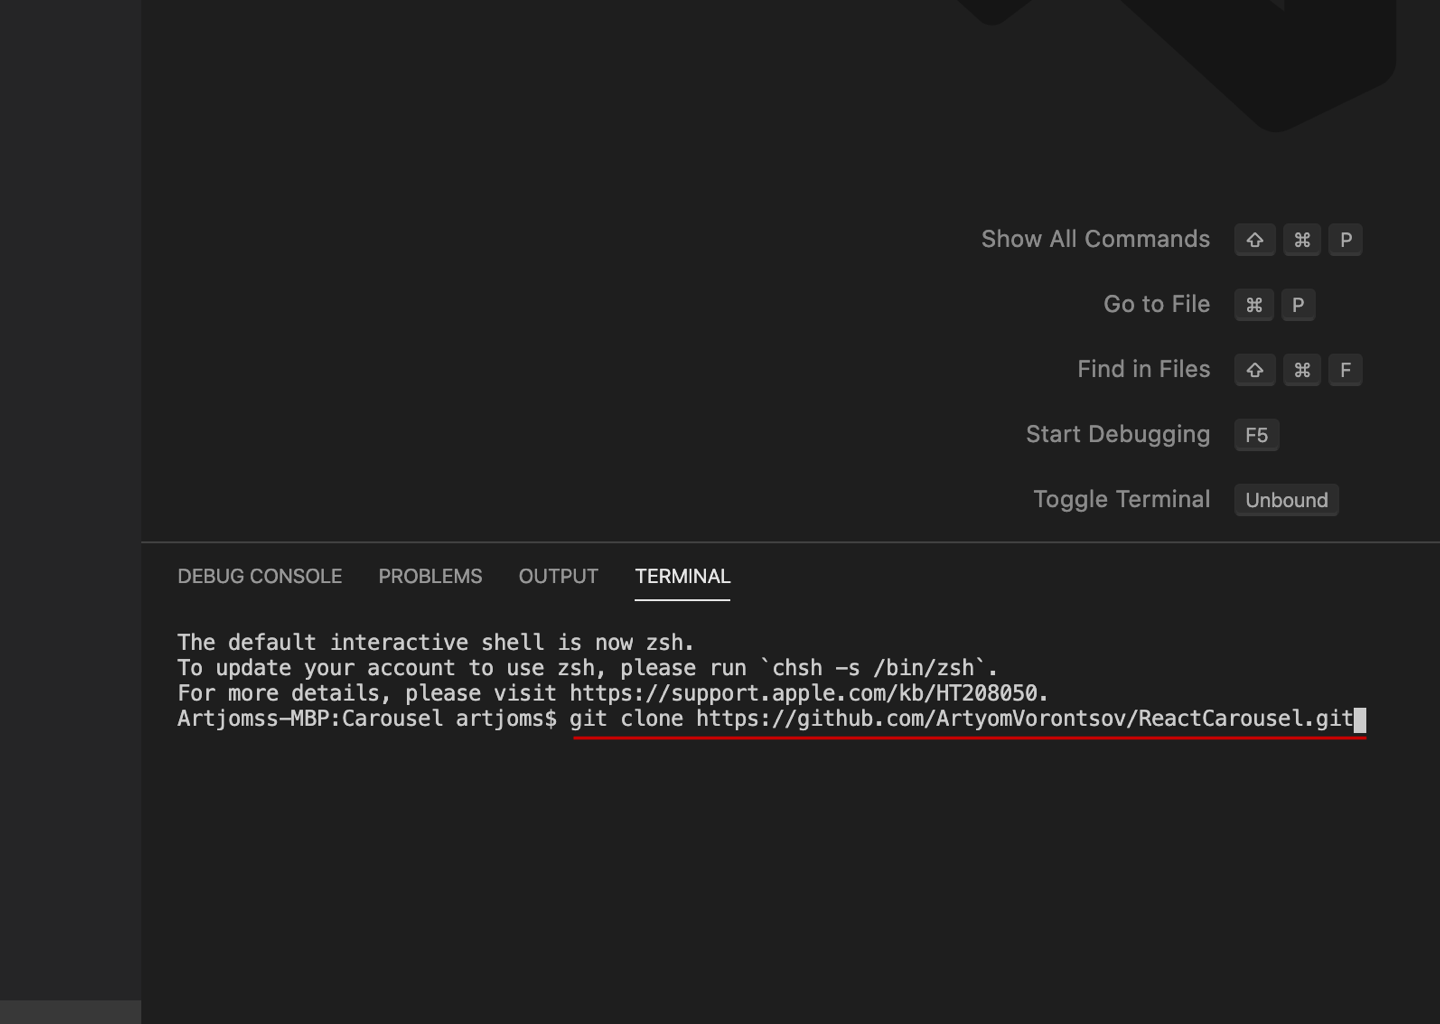 Show All Commands ⇧ ⌘ P
Go to File ⌘ P
Find in Files ⇧ ⌘ F
Start Debugging F5
Toggle Terminal Unbound
DEBUG CONSOLE PROBLEMS OUTPUT TERMINAL
The default interactive shell is now zsh.
To update your account to use zsh, please run `chsh -s /bin/zsh`.
For more details, please visit https://support.apple.com/kb/HT208050.
Artjomss-MBP:Carousel artjoms$ git clone https://github.com/ArtyomVorontsov/ReactCarousel.git